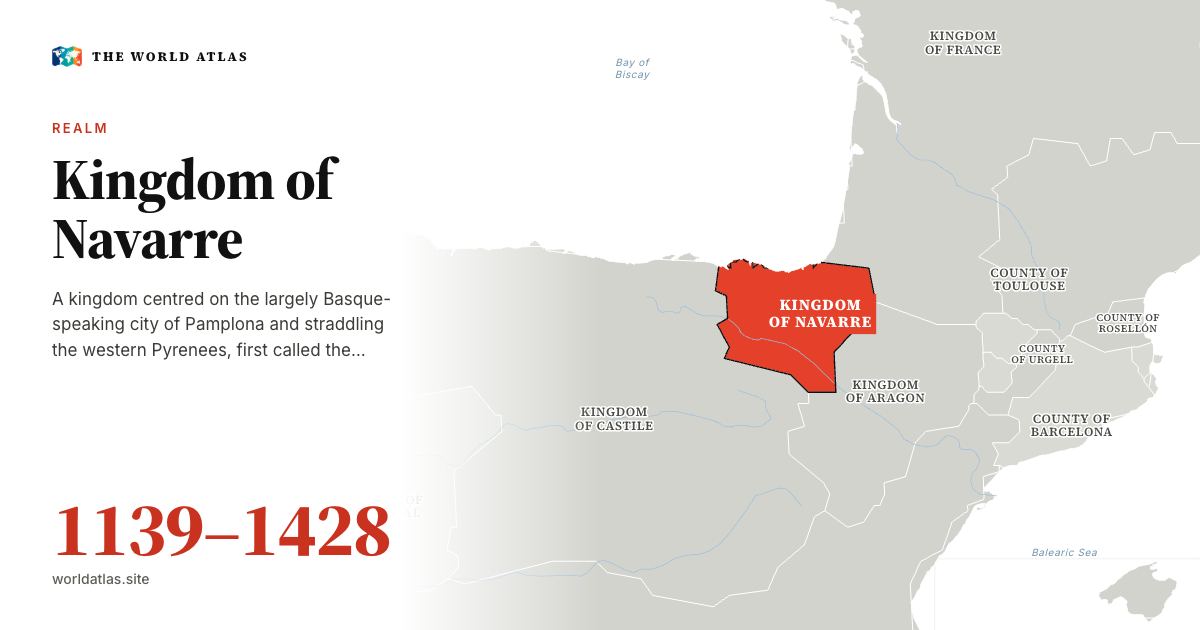 THE WORLD ATLAS
REALM
Kingdom of
Navarre
A kingdom centred on the largely Basque-
speaking city of Pamplona and straddling
the western Pyrenees, first called the...
1139–1428
worldatlas.site
Bay of
Biscay
KINGDOM
OF FRANCE
KINGDOM
OF NAVARRE
COUNTY OF
TOULOUSE
COUNTY OF
ROSELLÓN
COUNTY
OF URGELL
KINGDOM
OF ARAGON
KINGDOM
OF CASTILE
COUNTY OF
BARCELONA
Balearic Sea